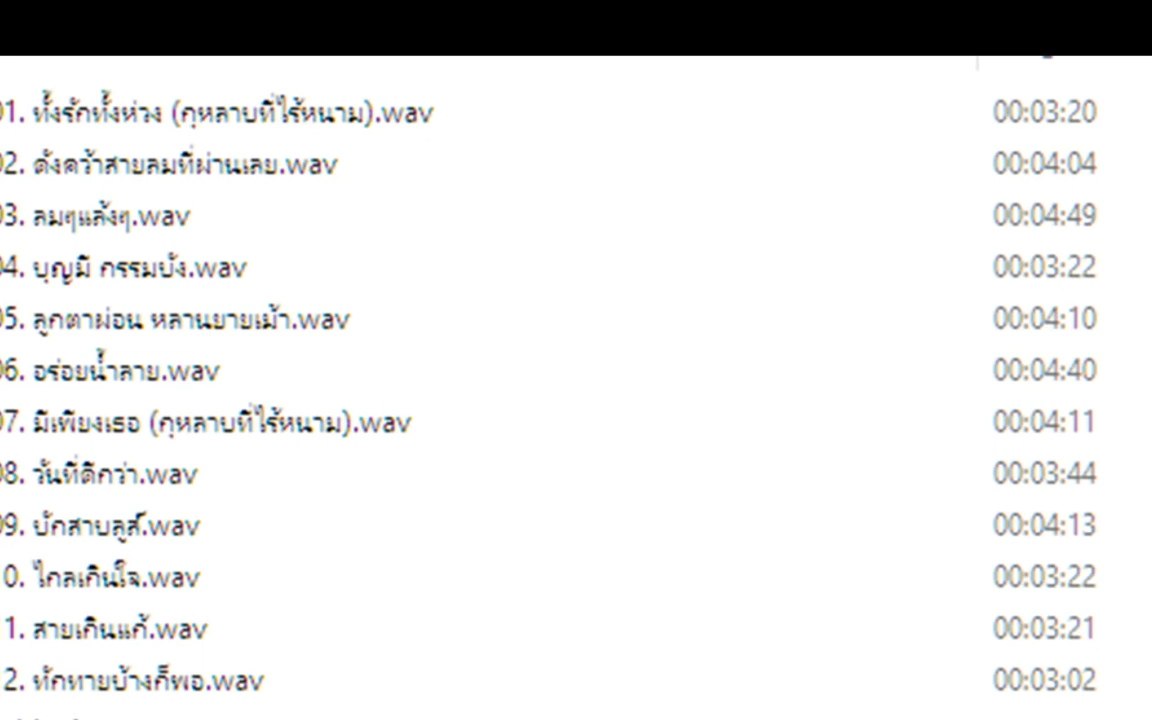 01. ทั้งรักทั้งห่วง (กุหลาบที่ไร้หนาม).wav 00:03:20
02. ดังคว้าสายลมที่ผ่านเลย.wav 00:04:04
03. ลมๆแล้งๆ.wav 00:04:49
04. บุญมี กรรมบัง.wav 00:03:22
05. ลูกตาผ่อน หลานยายเม้า.wav 00:04:10
06. อร่อยน้ำลาย.wav 00:04:40
07. มีเพียงเธอ (กุหลาบที่ไร้หนาม).wav 00:04:11
08. วันที่ดีกว่า.wav 00:03:44
09. บักสาบลูส์.wav 00:04:13
0. ไกลเกินใจ.wav 00:03:22
1. สายเกินแก้.wav 00:03:21
2. ทักทายบ้างก็พอ.wav 00:03:02